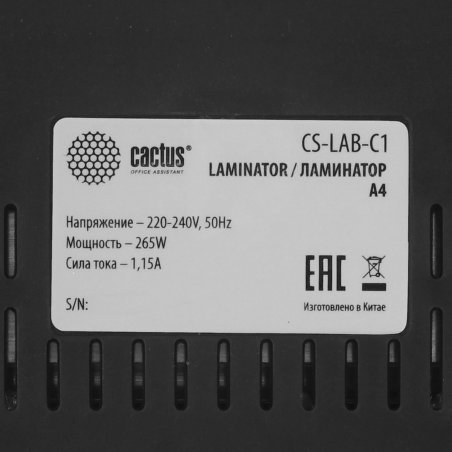 cactus®
OFFICE ASSISTANT
CS-LAB-C1
LAMINATOR / ЛАМИНАТОР
A4
Напряжение – 220-240V, 50Hz
Мощность – 265W
Сила тока – 1,15A
S/N:
EAC
Изготовлено в Китае